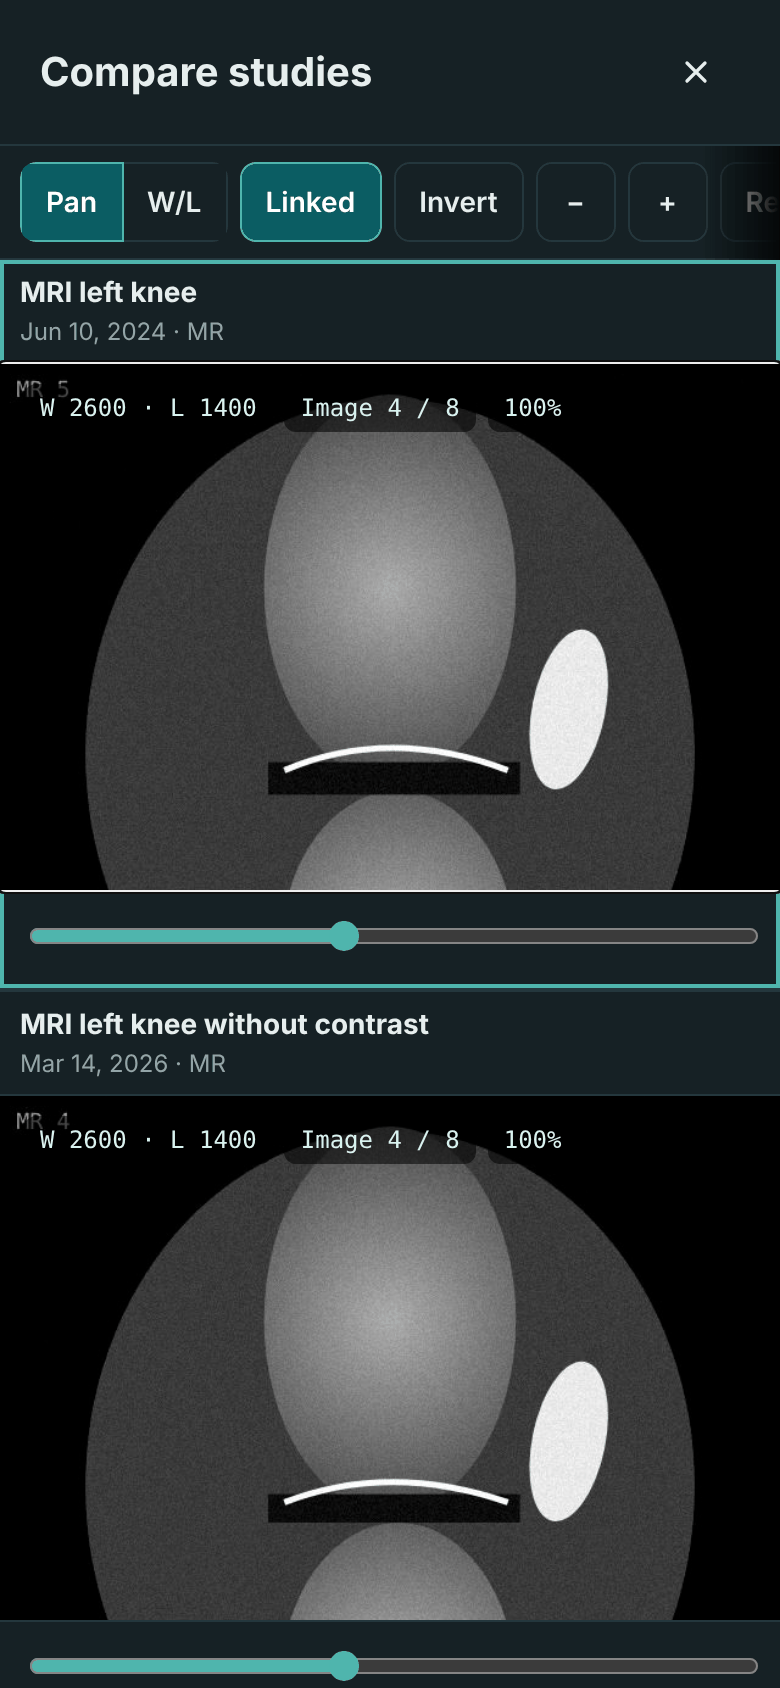 Compare studies
Pan W/L Linked Invert − + Re
MRI left knee
Jun 10, 2024 · MR
MR 5
W 2600 · L 1400 Image 4 / 8 100%
MRI left knee without contrast
Mar 14, 2026 · MR
MR 4
W 2600 · L 1400 Image 4 / 8 100%